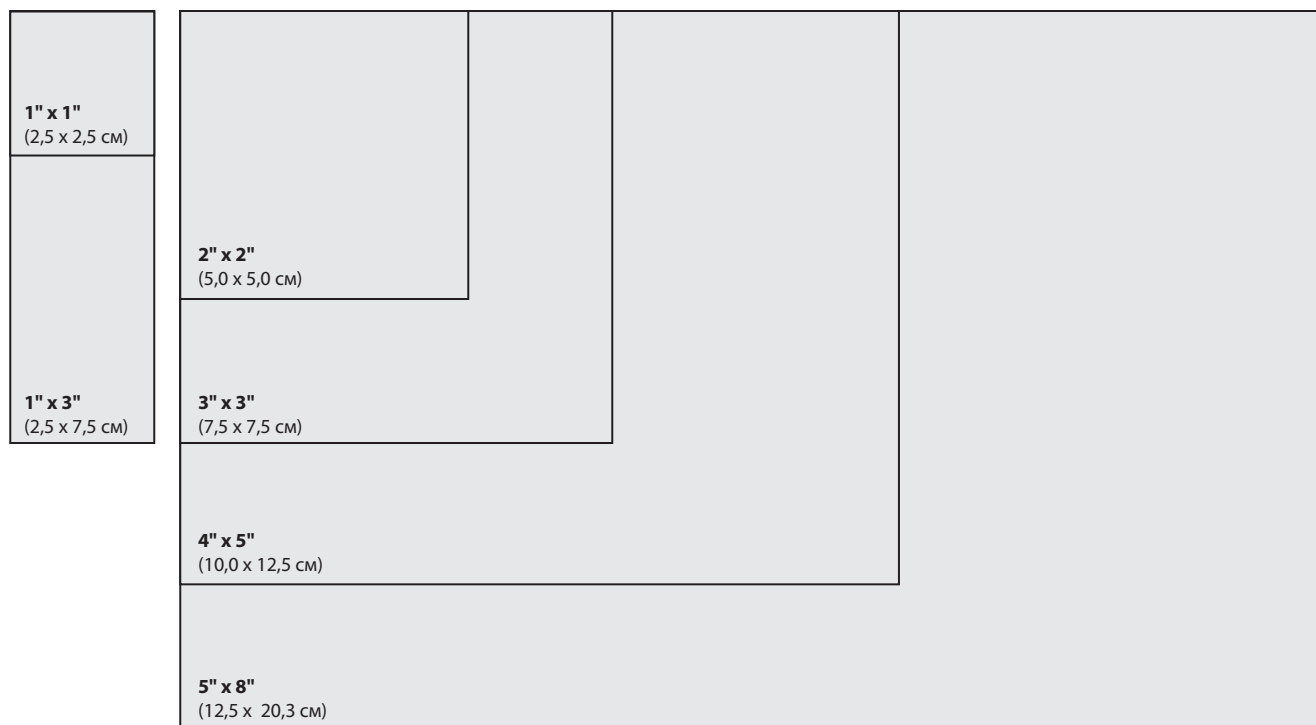 1" x 1"
(2,5 x 2,5 см)
1" x 3"
(2,5 x 7,5 см)
2" x 2"
(5,0 x 5,0 см)
3" x 3"
(7,5 x 7,5 см)
4" x 5"
(10,0 x 12,5 см)
5" x 8"
(12,5 x  20,3 см)